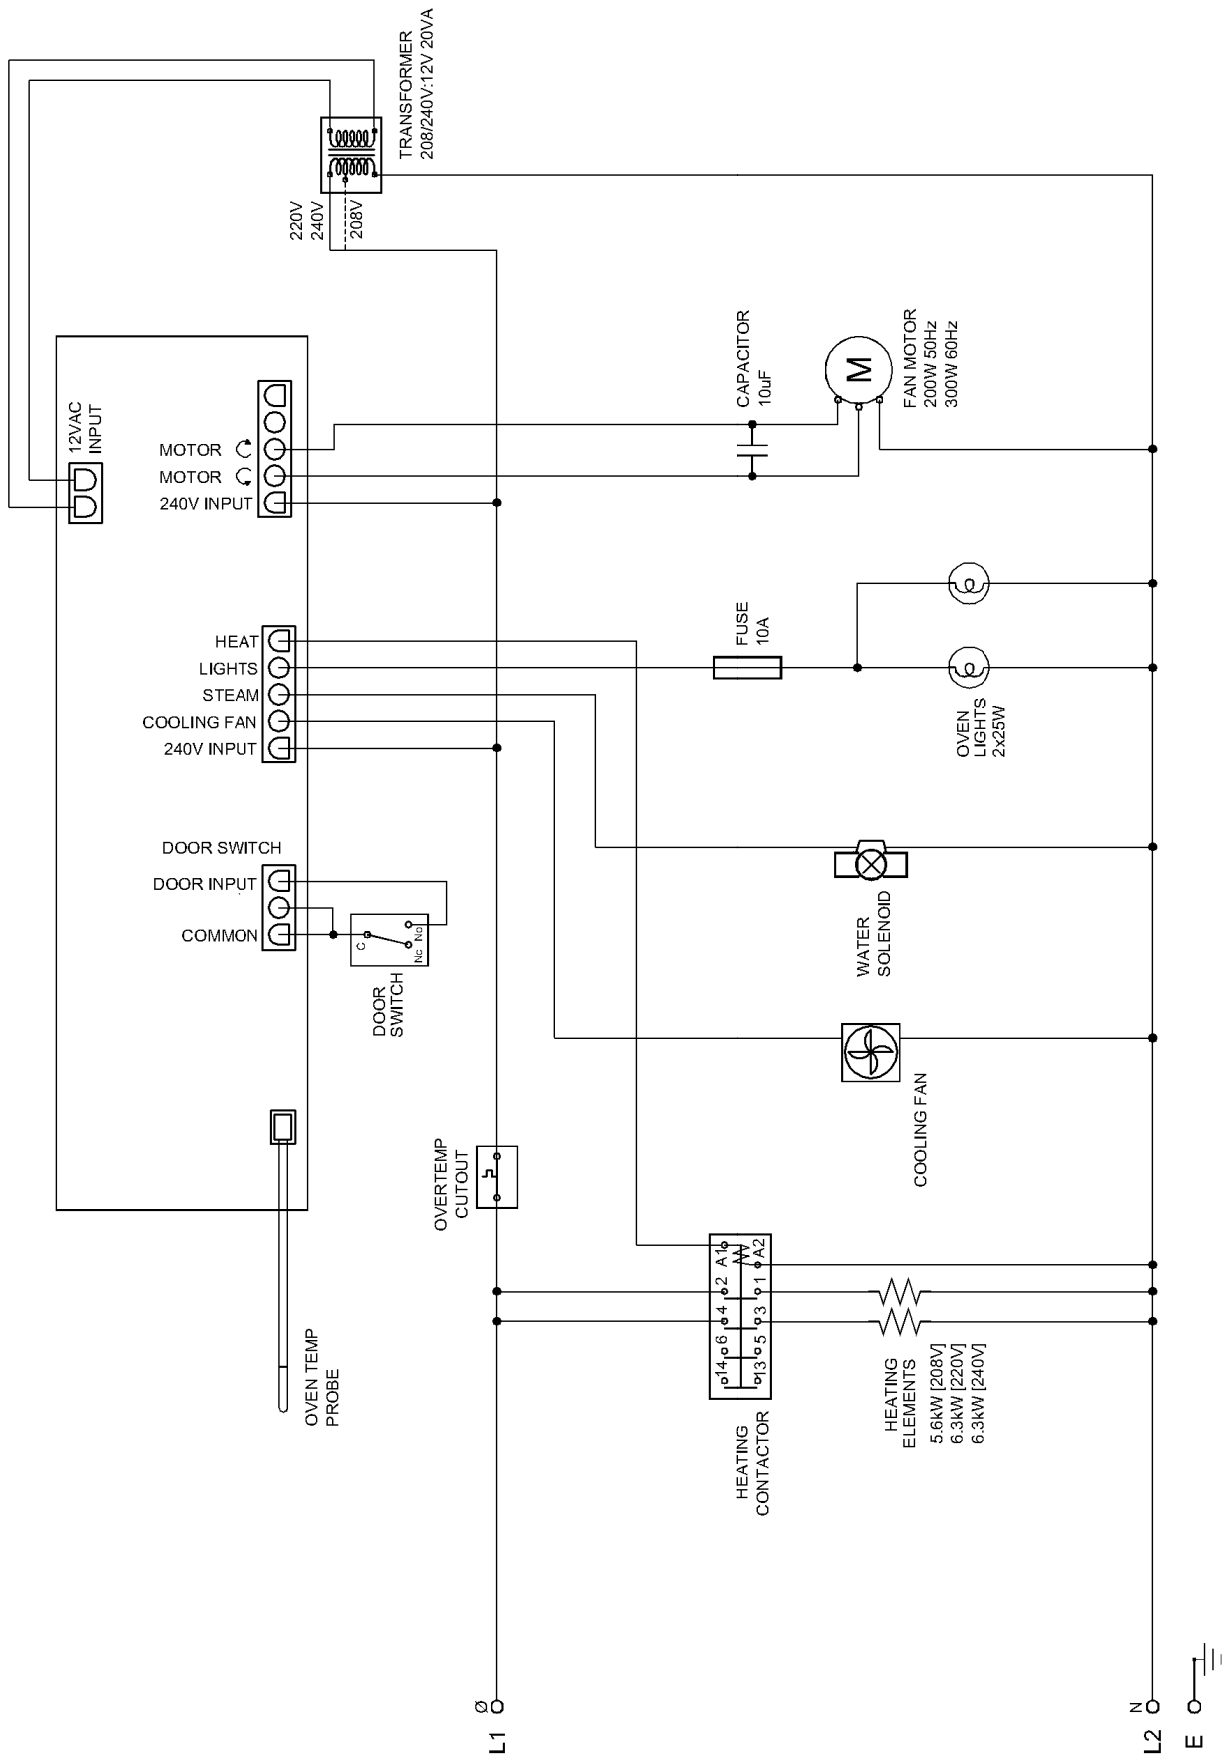 TRANSFORMER
208/240V:12V 20VA
220V
240V
208V
12VAC
INPUT
MOTOR
MOTOR
240V INPUT
CAPACITOR
10uF
M
FAN MOTOR
200W 50Hz
300W 60Hz
HEAT
LIGHTS
STEAM
COOLING FAN
240V INPUT
FUSE
10A
OVEN
LIGHTS
2x25W
DOOR SWITCH
DOOR INPUT
COMMON
C
Nc
No
DOOR
SWITCH
WATER
SOLENOID
COOLING FAN
OVERTEMP
CUTOUT
OVEN TEMP
PROBE
14 6 4 2 A1
13 5 3 1 A2
HEATING
CONTACTOR
HEATING
ELEMENTS
5.6kW [208V]
6.3kW [220V]
6.3kW [240V]
L1
Ø
L2
N
E